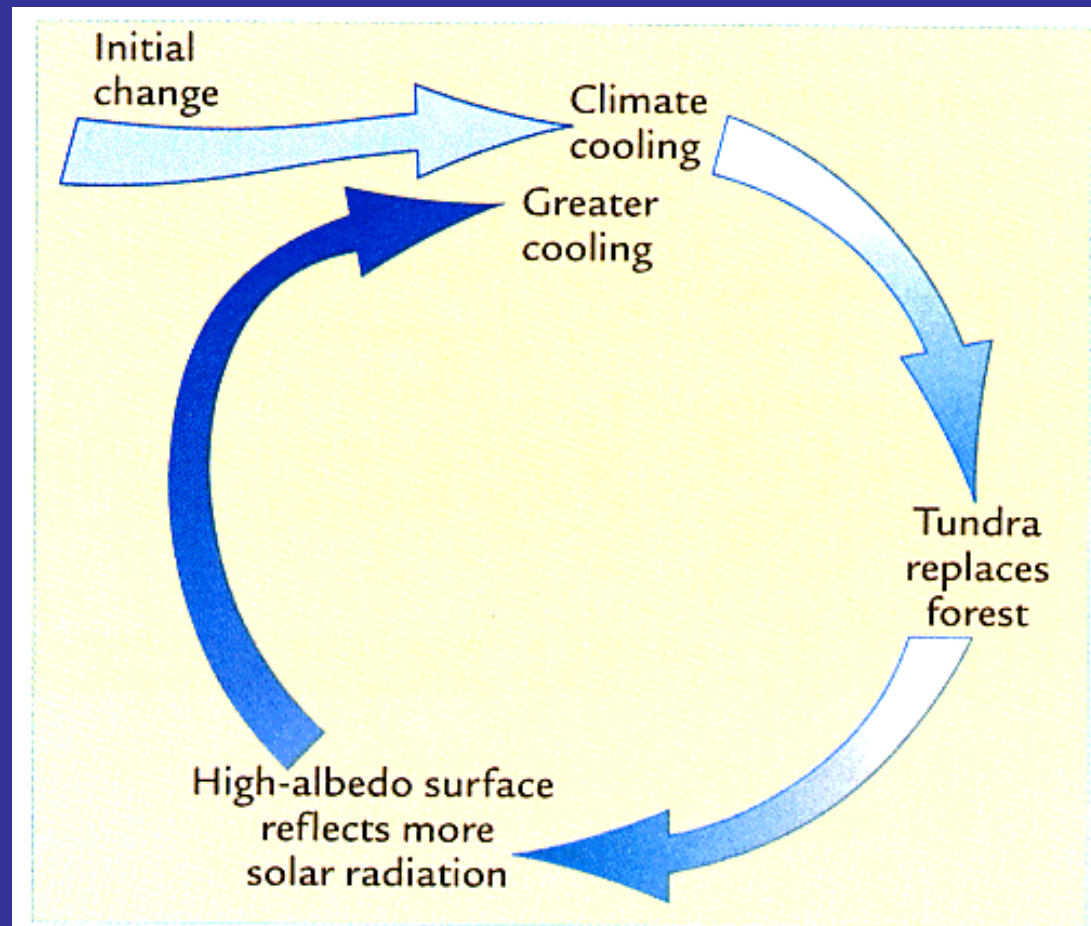 Initial
change
Climate
cooling
Greater
cooling
Tundra
replaces
forest
High-albedo surface
reflects more
solar radiation